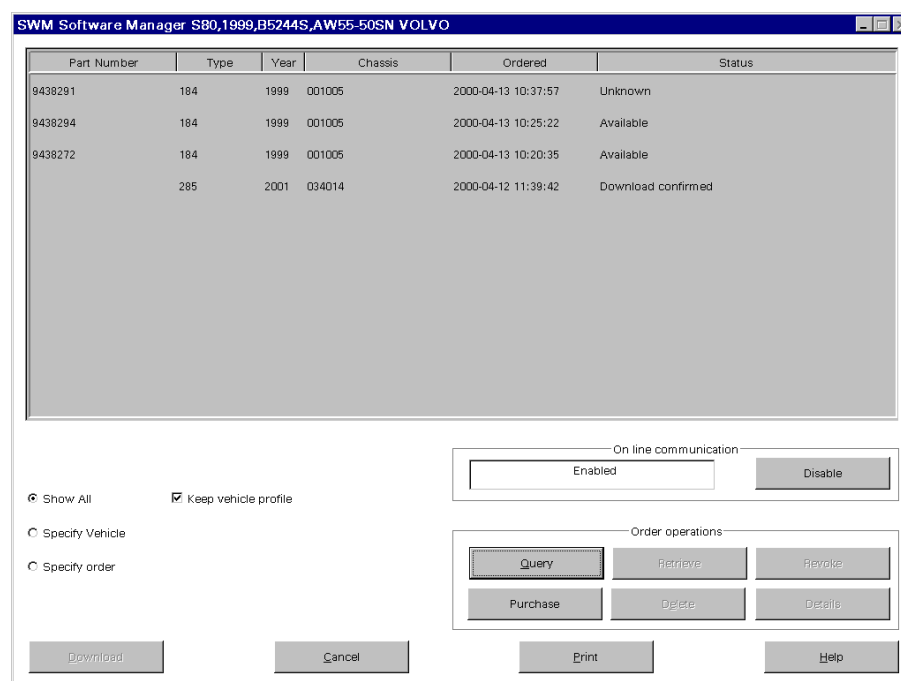 SWM Software Manager S80,1999,B5244S,AW55-50SN VOLVO
Part Number Type Year Chassis Ordered Status
9438291 184 1999 001005 2000-04-13 10:37:57 Unknown
9438294 184 1999 001005 2000-04-13 10:25:22 Available
9438272 184 1999 001005 2000-04-13 10:20:35 Available
285 2001 034014 2000-04-12 11:39:42 Download confirmed
On line communication
Enabled Disable
Show All Keep vehicle profile
Specify Vehicle
Order operations
Specify order
Query Retrieve Revoke
Purchase Delete Details
Download Cancel Print Help